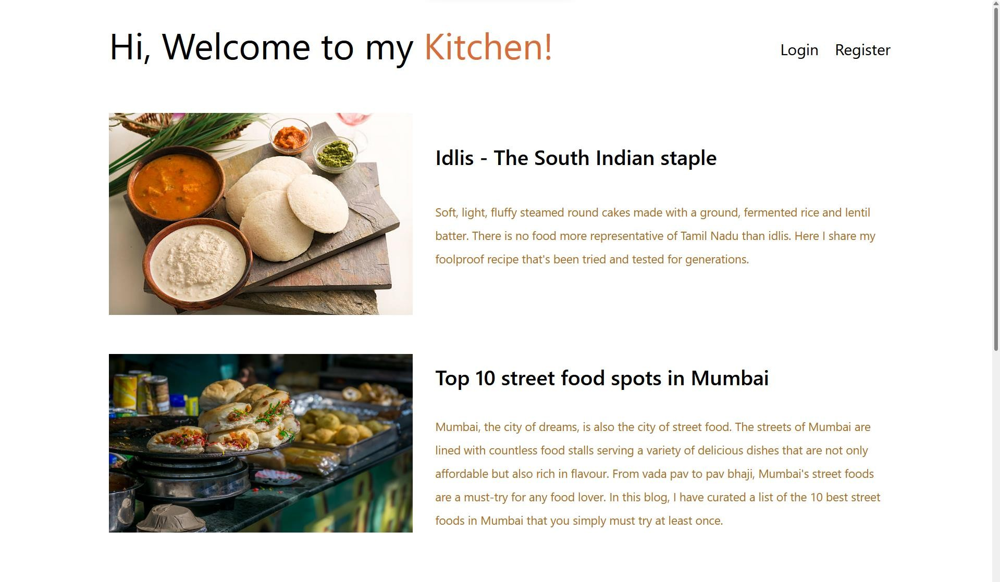 Hi, Welcome to my Kitchen!
Login Register
Idlis - The South Indian staple
Soft, light, fluffy steamed round cakes made with a ground, fermented rice and lentil
batter. There is no food more representative of Tamil Nadu than idlis. Here I share my
foolproof recipe that's been tried and tested for generations.
Top 10 street food spots in Mumbai
Mumbai, the city of dreams, is also the city of street food. The streets of Mumbai are
lined with countless food stalls serving a variety of delicious dishes that are not only
affordable but also rich in flavour. From vada pav to pav bhaji, Mumbai's street foods
are a must-try for any food lover. In this blog, I have curated a list of the 10 best street
foods in Mumbai that you simply must try at least once.